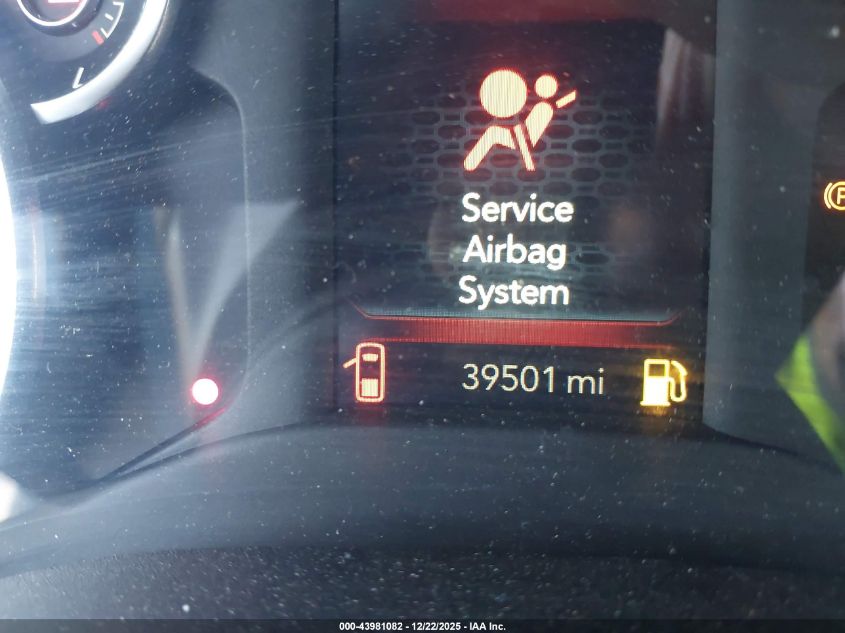 Service
Airbag
System
39501 mi
000-43981082 - 12/22/2025 - IAA Inc.